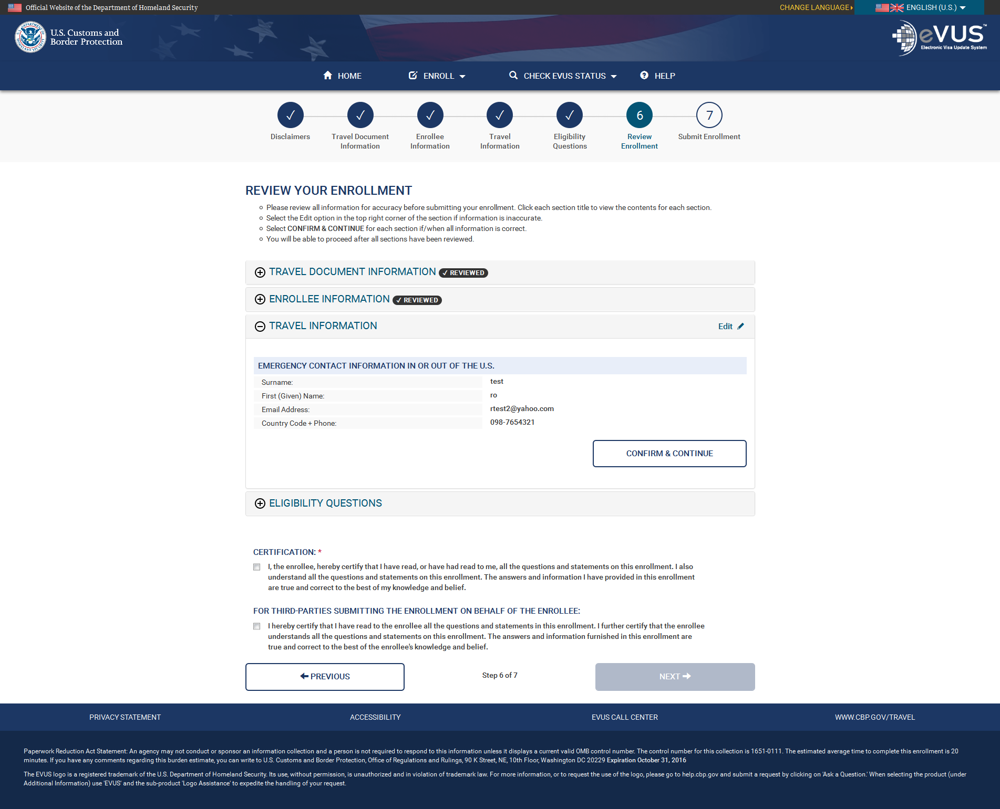 Official Website of the Department of Homeland Security
CHANGE LANGUAGE
ENGLISH (U.S.)
U.S. Customs and
Border Protection
eVUS™
Electronic Visa Update System
HOME
ENROLL
CHECK EVUS STATUS
HELP
6
7
Disclaimers
Travel Document
Information
Enrollee
Information
Travel
Information
Eligibility
Questions
Review
Enrollment
Submit Enrollment
REVIEW YOUR ENROLLMENT
Please review all information for accuracy before submitting your enrollment. Click each section title to view the contents for each section.
Select the Edit option in the top right corner of the section if information is inaccurate.
Select CONFIRM & CONTINUE for each section if/when all information is correct.
You will be able to proceed after all sections have been reviewed.
TRAVEL DOCUMENT INFORMATION ✓ REVIEWED
ENROLLEE INFORMATION ✓ REVIEWED
TRAVEL INFORMATION
Edit
EMERGENCY CONTACT INFORMATION IN OR OUT OF THE U.S.
Surname: test
First (Given) Name: ro
Email Address: rtest2@yahoo.com
Country Code + Phone: 098-7654321
CONFIRM & CONTINUE
ELIGIBILITY QUESTIONS
CERTIFICATION: *
I, the enrollee, hereby certify that I have read, or have had read to me, all the questions and statements on this enrollment. I also
understand all the questions and statements on this enrollment. The answers and information I have provided in this enrollment
are true and correct to the best of my knowledge and belief.
FOR THIRD-PARTIES SUBMITTING THE ENROLLMENT ON BEHALF OF THE ENROLLEE:
I hereby certify that I have read to the enrollee all the questions and statements in this enrollment. I further certify that the enrollee
understands all the questions and statements on this enrollment. The answers and information furnished in this enrollment are
true and correct to the best of the enrollee's knowledge and belief.
PREVIOUS
Step 6 of 7
NEXT
PRIVACY STATEMENT
ACCESSIBILITY
EVUS CALL CENTER
WWW.CBP.GOV/TRAVEL
Paperwork Reduction Act Statement: An agency may not conduct or sponsor an information collection and a person is not required to respond to this information unless it displays a current valid OMB control number. The control number for this collection is 1651-0111. The estimated average time to complete this enrollment is 20
minutes. If you have any comments regarding this burden estimate, you can write to U.S. Customs and Border Protection, Office of Regulations and Rulings, 90 K Street, NE, 10th Floor, Washington DC 20229 Expiration October 31, 2016
The EVUS logo is a registered trademark of the U.S. Department of Homeland Security. Its use, without permission, is unauthorized and in violation of trademark law. For more information, or to request the use of the logo, please go to help.cbp.gov and submit a request by clicking on 'Ask a Question.' When selecting the product (under
Additional Information) use 'EVUS' and the sub-product 'Logo Assistance' to expedite the handling of your request.